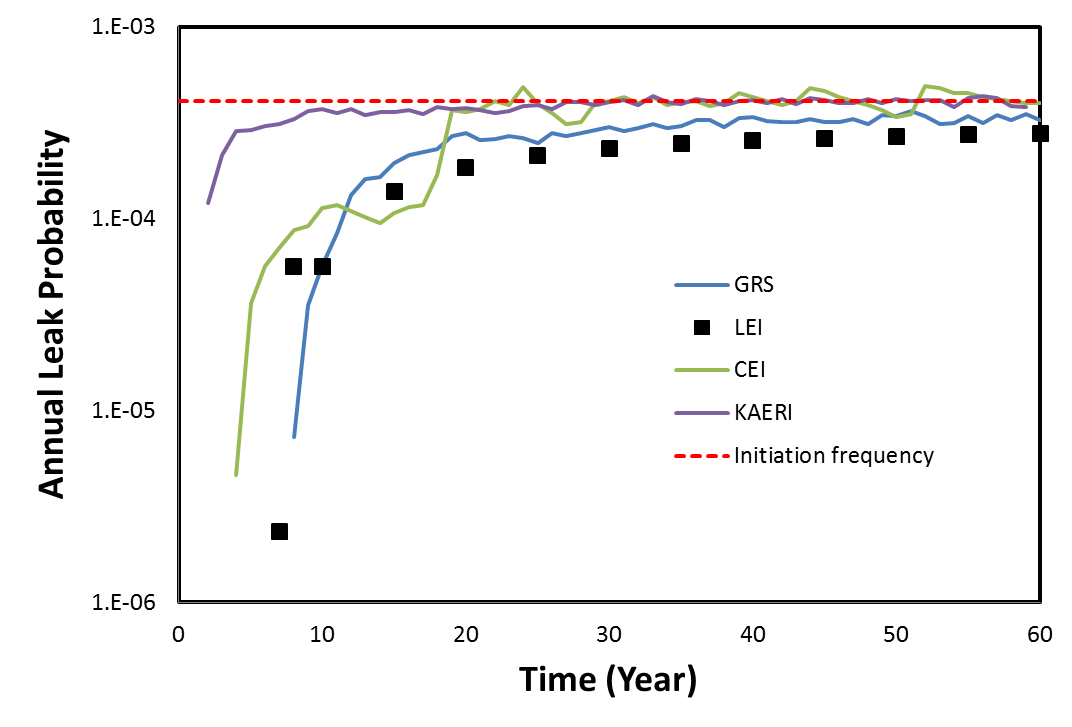 1.E-03
1.E-04
1.E-05
1.E-06
Annual Leak Probability
GRS
LEI
CEI
KAERI
Initiation frequency
0 10 20 30 40 50 60
Time (Year)